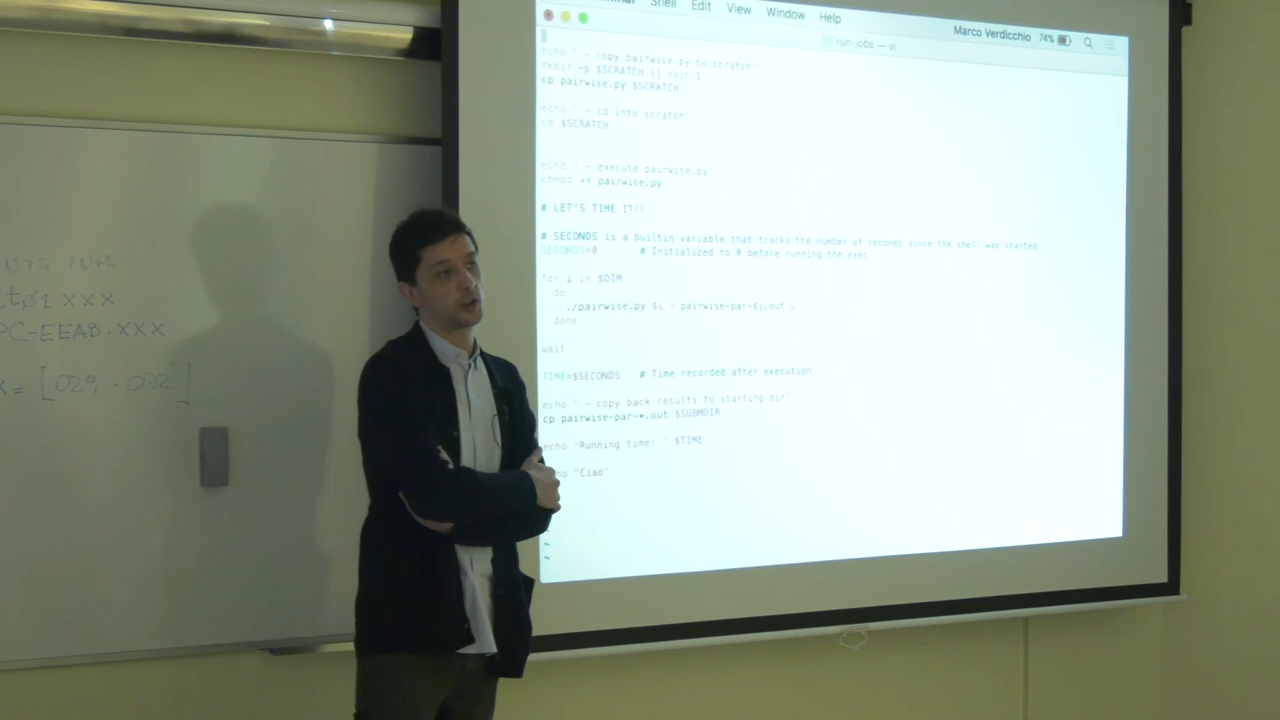 Shell Edit View Window Help
Marco Verdicchio 74%
run-jobs — vi
echo " - copy pairwise.py to scratch"
mkdir -p $SCRATCH || exit 1
cp pairwise.py $SCRATCH
echo " - cd into scratch"
cd $SCRATCH
echo " - execute pairwise.py"
chmod +x pairwise.py
# LET'S TIME IT!!
# SECONDS is a builtin variable that tracks the number of seconds since the shell was started
SECONDS=0 # Initialized to 0 before running the exec
for i in $DIM
do
./pairwise.py $i > pairwise-par-$i.out &
done
wait
TIME=$SECONDS # Time recorded after execution
echo " - copy back results to starting dir"
cp pairwise-par-*.out $SUBMDIR
echo "Running time: " $TIME
"Ciao"
~
~
XXX
PC-EEAB.XXX
= [029 - 072]